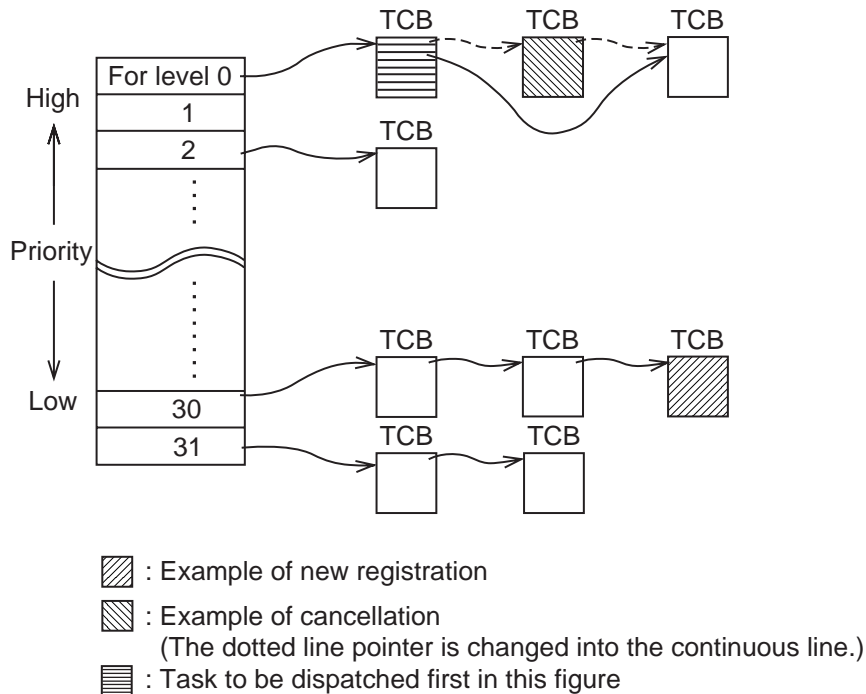 TCB TCB TCB
For level 0
High
1
TCB
2
Priority
TCB TCB TCB
Low
30
TCB TCB
31
: Example of new registration
: Example of cancellation
(The dotted line pointer is changed into the continuous line.)
: Task to be dispatched first in this figure